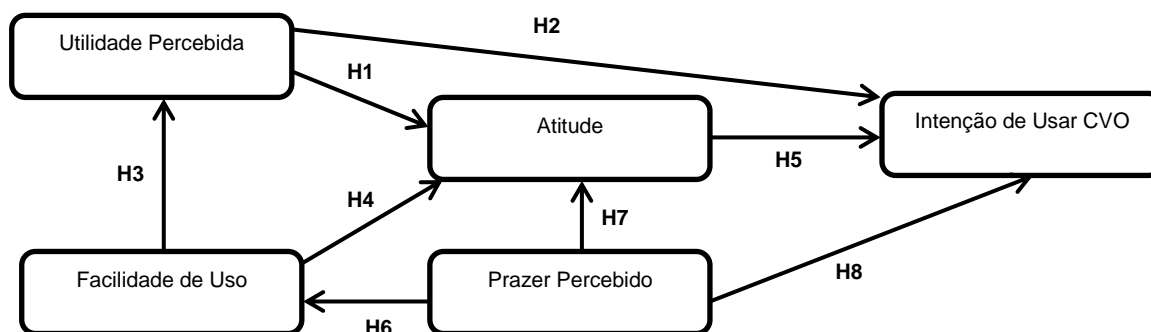 H2
Utilidade Percebida
H1
Atitude
Intenção de Usar CVO
H5
H3
H4
H7
Facilidade de Uso
Prazer Percebido
H8
H6